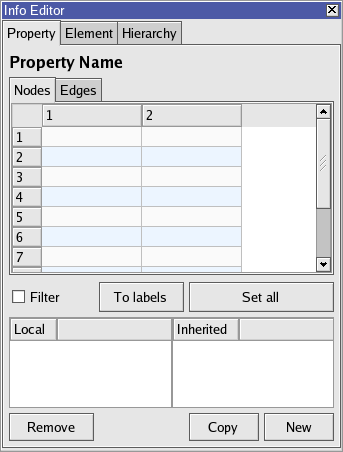 Info Editor
Property Element Hierarchy
Property Name
Nodes Edges
1 2
1
2
3
4
5
6
7
Filter To labels Set all
Local Inherited
Remove Copy New